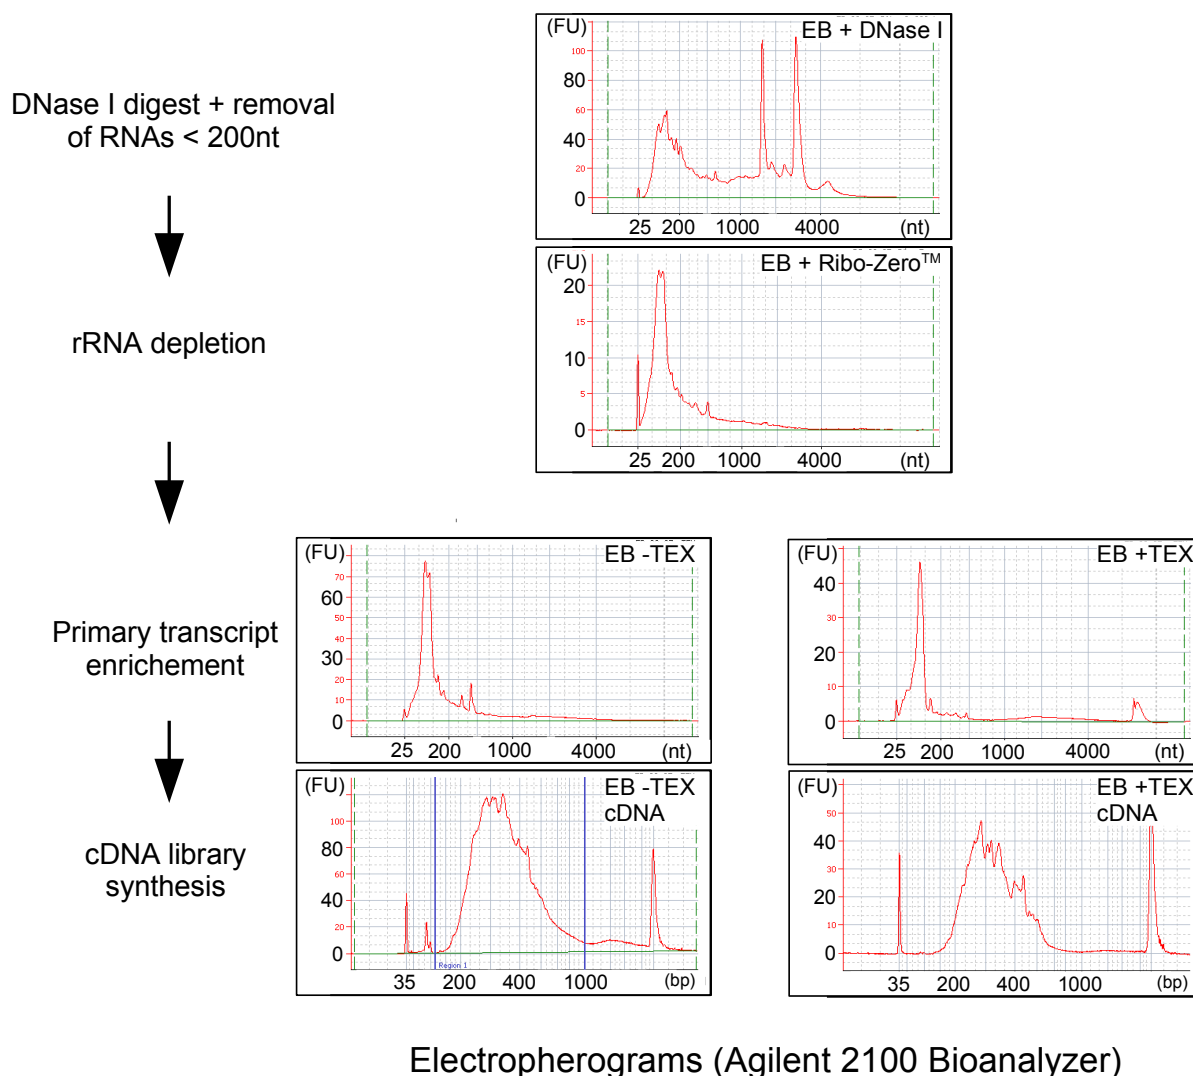 (FU)
EB + DNase I
100
80
60
40
20
0
25 200 1000 4000 (nt)
DNase I digest + removal
of RNAs < 200nt
(FU)
EB + Ribo-Zero™
20
15
10
5
0
25 200 1000 4000 (nt)
rRNA depletion
(FU)
EB -TEX
70
60
50
40
30
20
10
0
25 200 1000 4000 (nt)
(FU)
EB +TEX
40
30
20
10
0
25 200 1000 4000 (nt)
Primary transcript
enrichement
(FU)
EB -TEX
cDNA
100
80
60
40
20
0
Region 1
35 200 400 1000 (bp)
(FU)
EB +TEX
cDNA
50
40
30
20
10
0
35 200 400 1000 (bp)
cDNA library
synthesis
Electropherograms (Agilent 2100 Bioanalyzer)